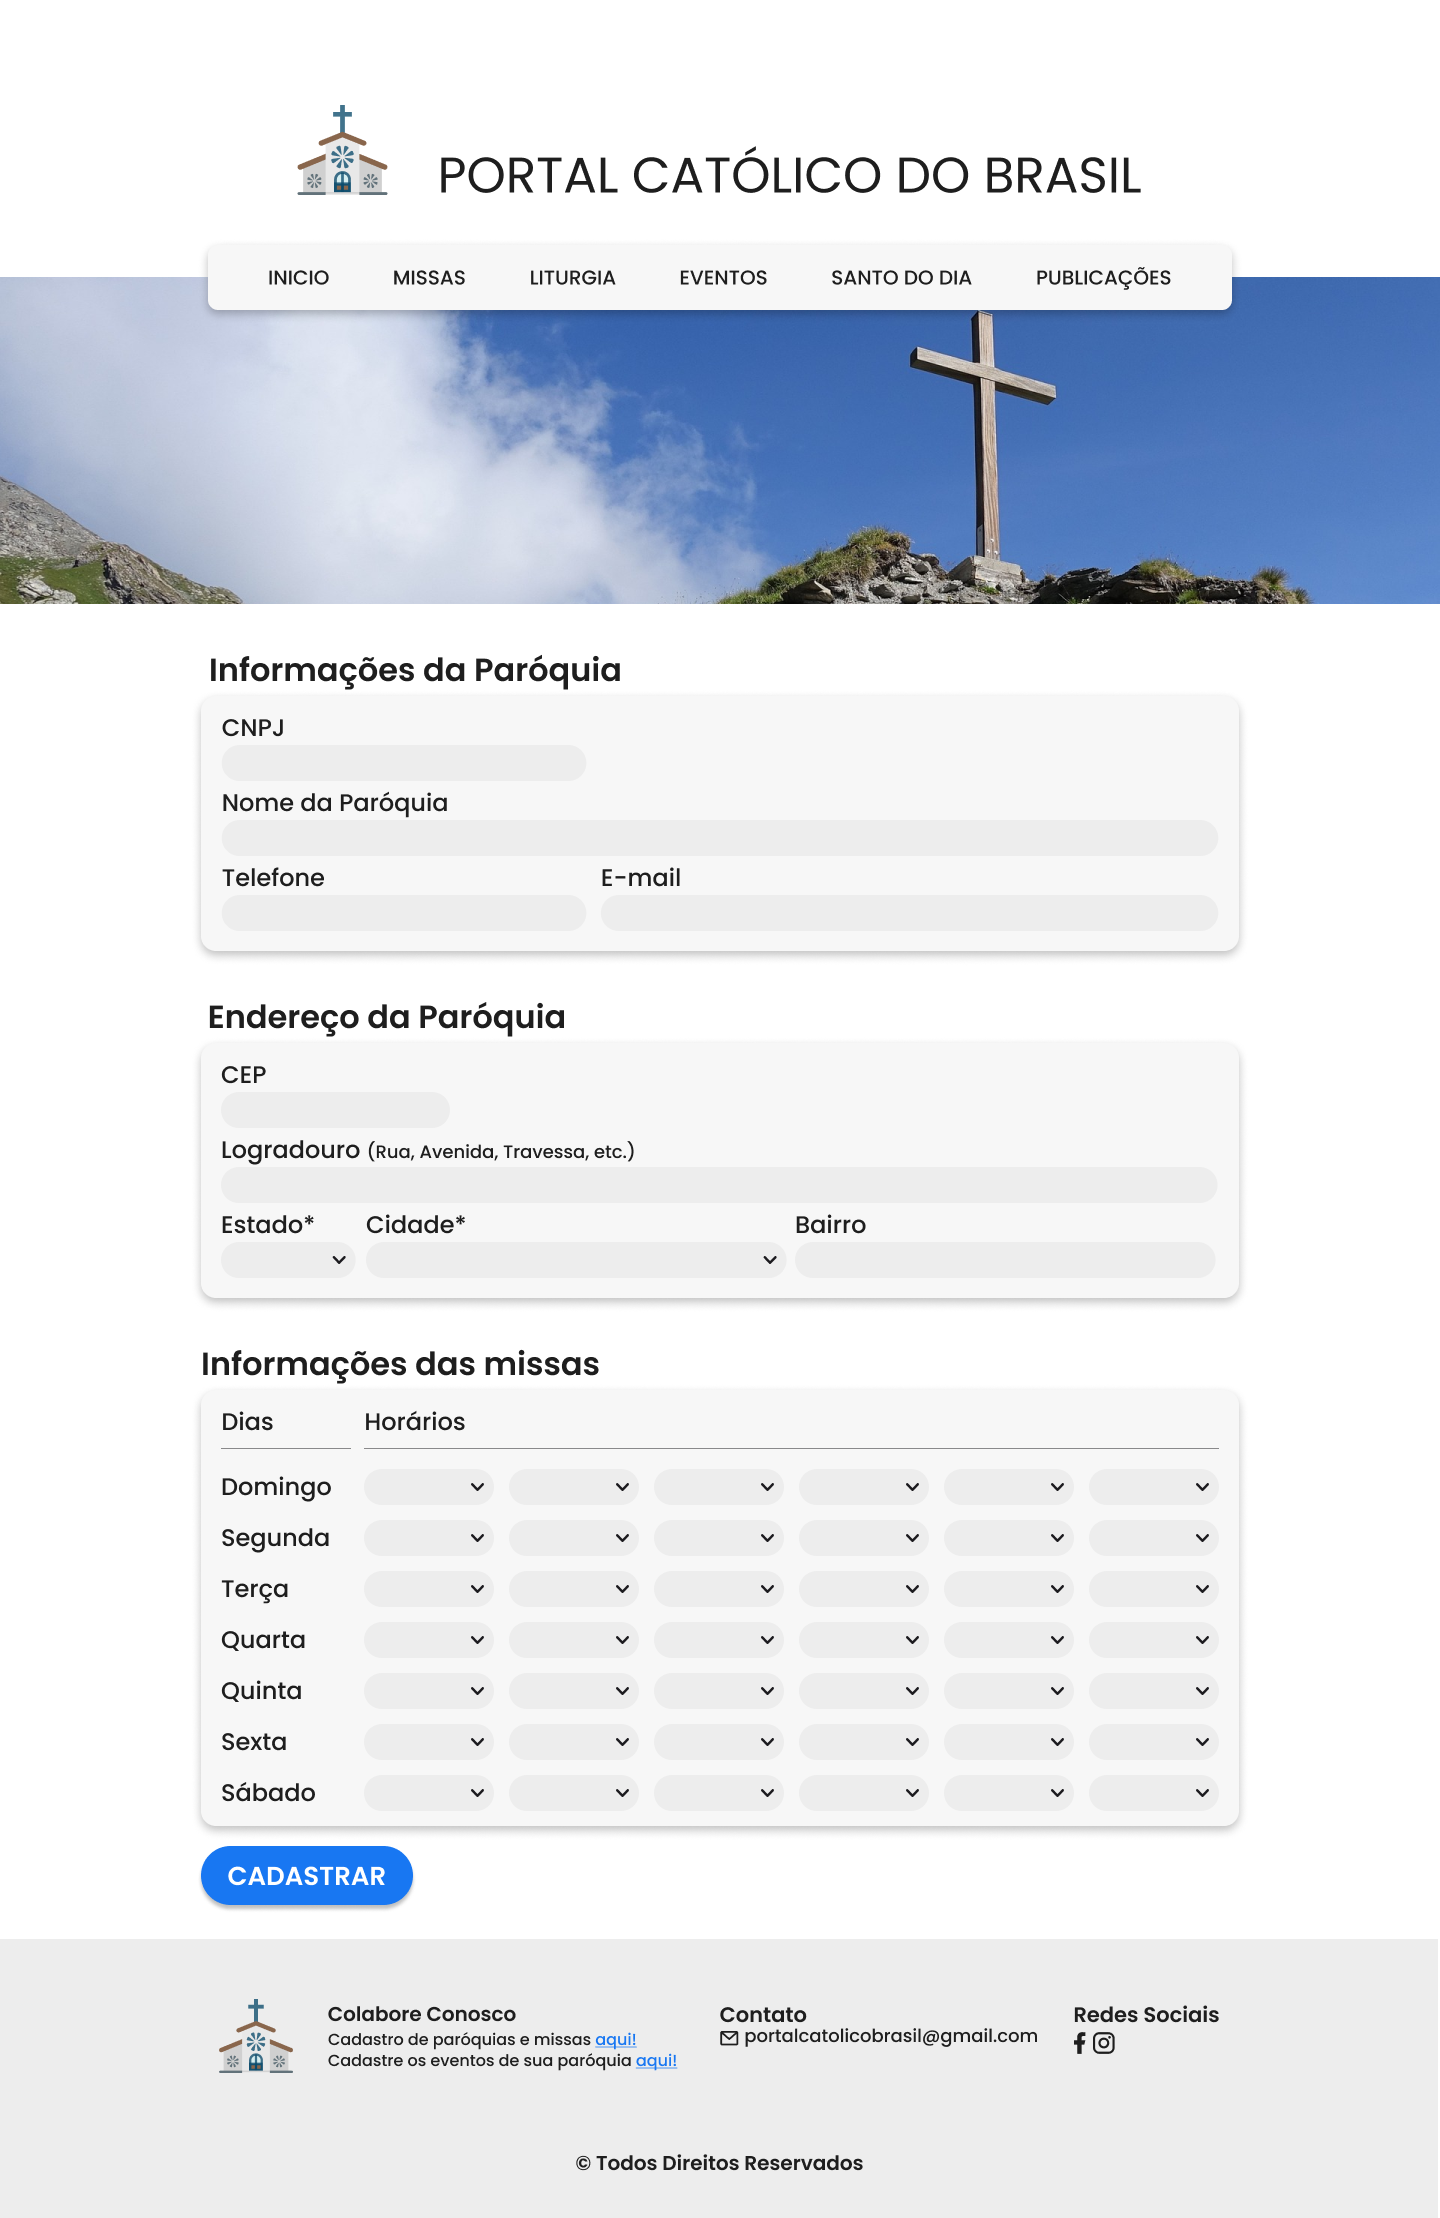 PORTAL CATÓLICO DO BRASIL
INICIO MISSAS LITURGIA EVENTOS SANTO DO DIA PUBLICAÇÕES
Informações da Paróquia
CNPJ
Nome da Paróquia
Telefone E-mail
Endereço da Paróquia
CEP
Logradouro (Rua, Avenida, Travessa, etc.)
Estado* Cidade* Bairro
Informações das missas
Dias Horários
Domingo
Segunda
Terça
Quarta
Quinta
Sexta
Sábado
CADASTRAR
Colabore Conosco
Cadastro de paróquias e missas aqui!
Cadastre os eventos de sua paróquia aqui!
Contato
portalcatolicobrasil@gmail.com
Redes Sociais
© Todos Direitos Reservados